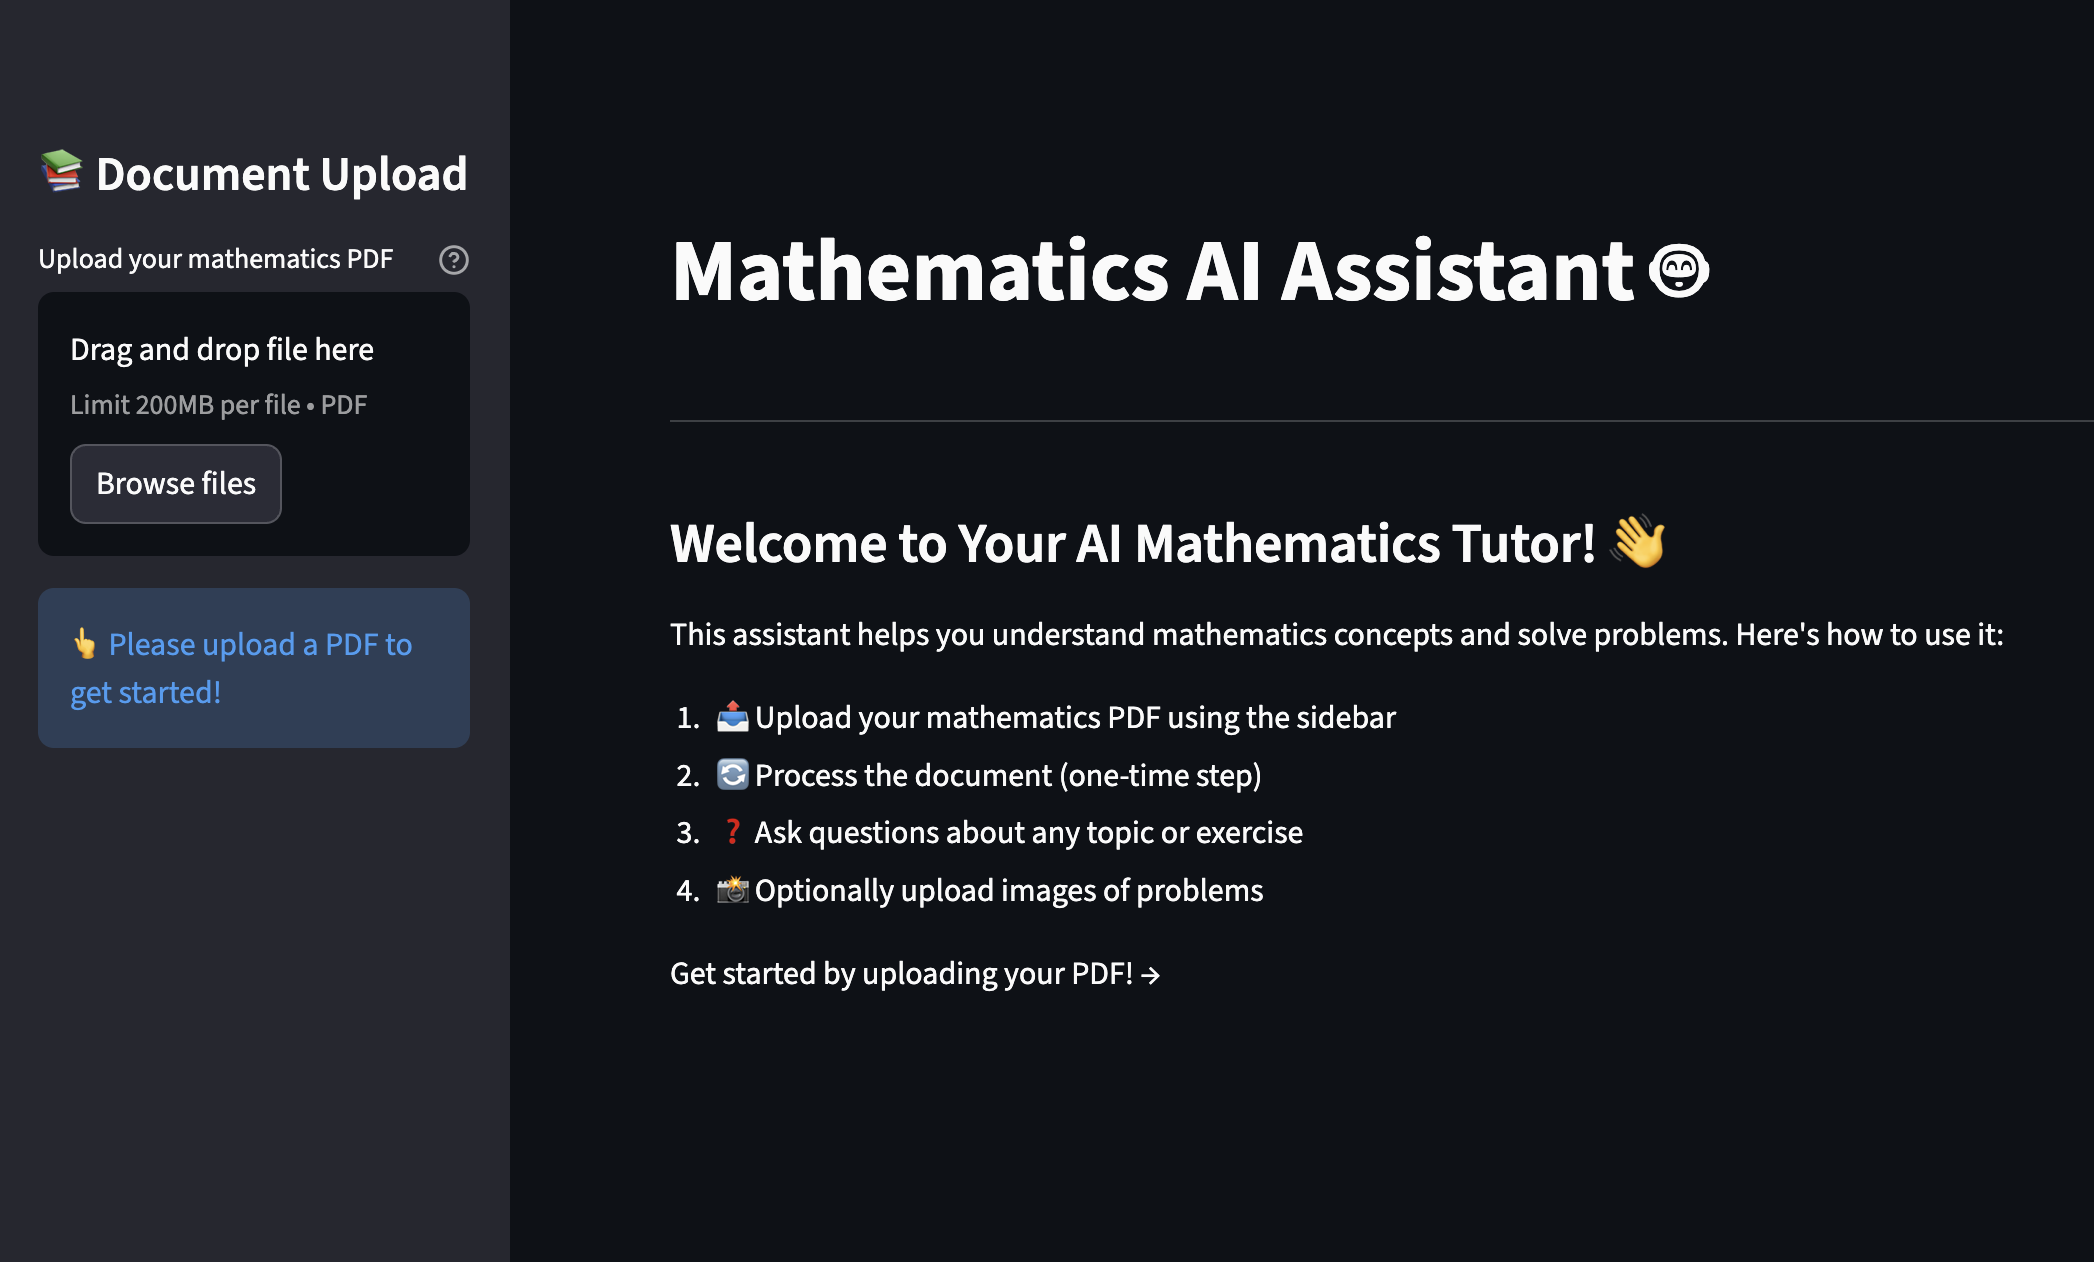 📚 Document Upload
Upload your mathematics PDF
Drag and drop file here
Limit 200MB per file • PDF
Browse files
👆 Please upload a PDF to
get started!
Mathematics AI Assistant
Welcome to Your AI Mathematics Tutor! 👋
This assistant helps you understand mathematics concepts and solve problems. Here's how to use it:
1. 📤 Upload your mathematics PDF using the sidebar
2. 🔄 Process the document (one-time step)
3. ❓ Ask questions about any topic or exercise
4. 📸 Optionally upload images of problems
Get started by uploading your PDF! →